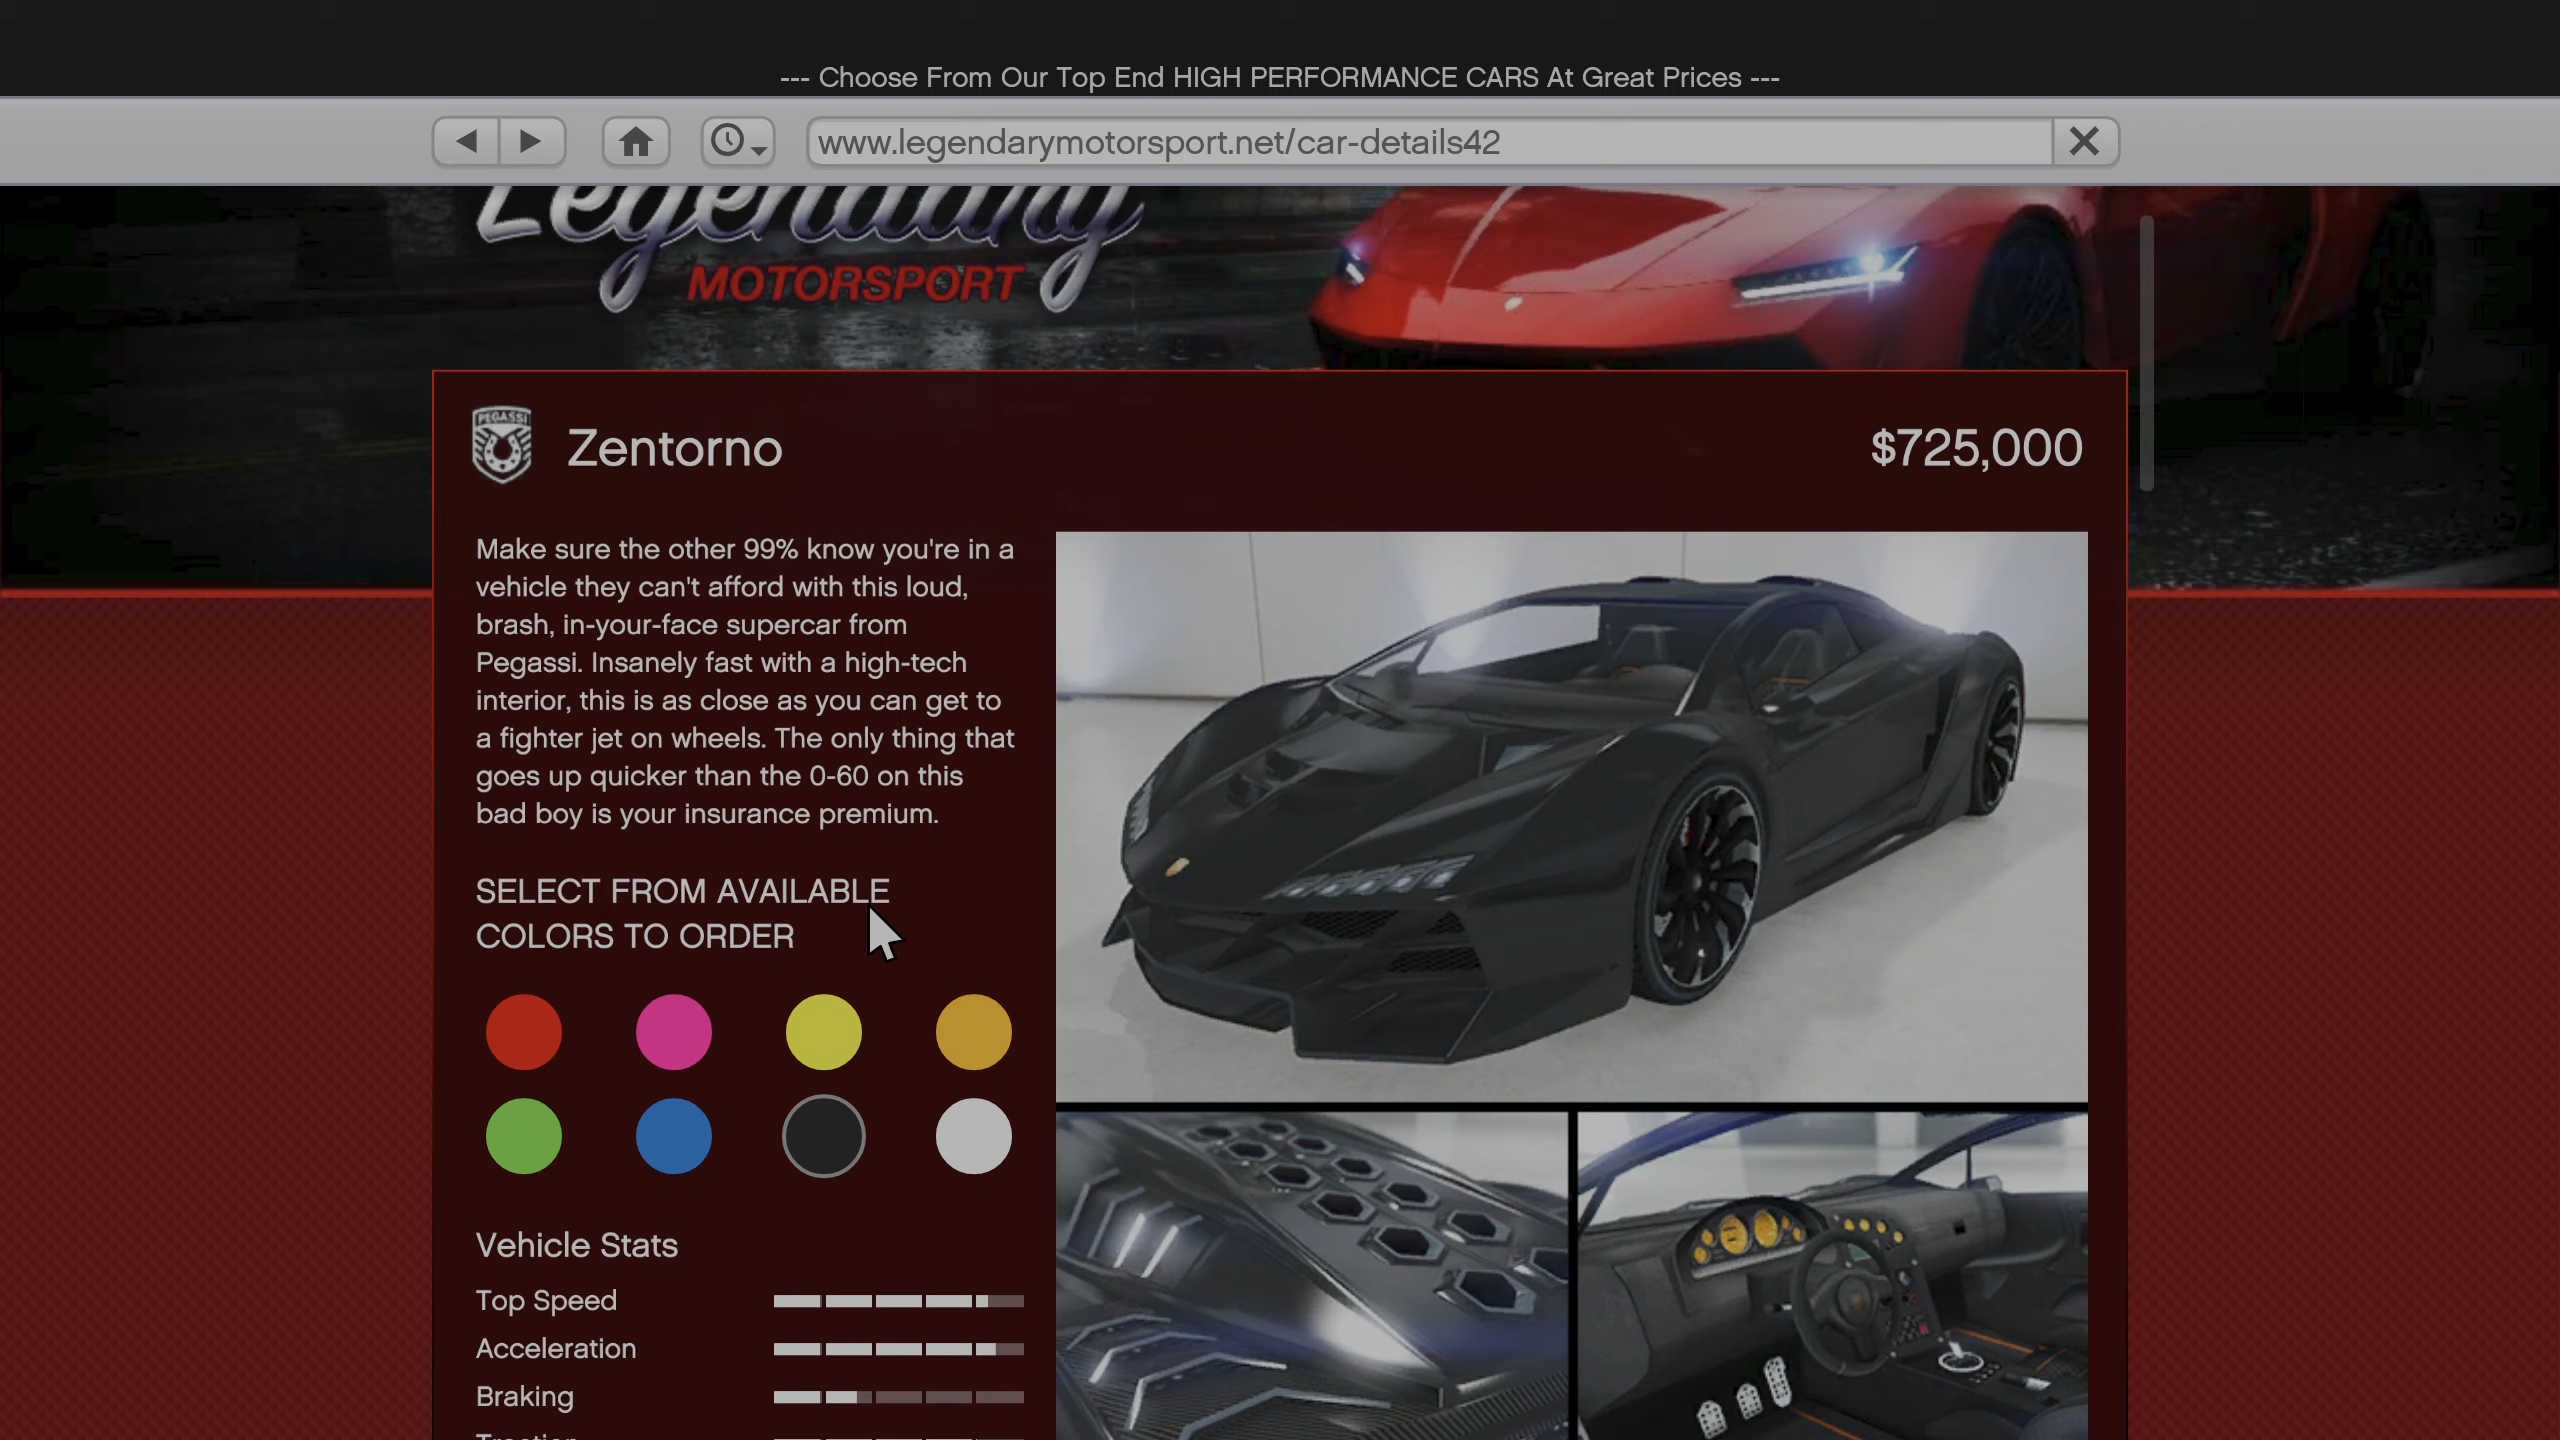 --- Choose From Our Top End HIGH PERFORMANCE CARS At Great Prices ---
www.legendarymotorsport.net/car-details42
Legendary
MOTORSPORT
PEGASSI
Zentorno
$725,000
Make sure the other 99% know you're in a
vehicle they can't afford with this loud,
brash, in-your-face supercar from
Pegassi. Insanely fast with a high-tech
interior, this is as close as you can get to
a fighter jet on wheels. The only thing that
goes up quicker than the 0-60 on this
bad boy is your insurance premium.
SELECT FROM AVAILABLE
COLORS TO ORDER
Vehicle Stats
Top Speed
Acceleration
Braking
Traction